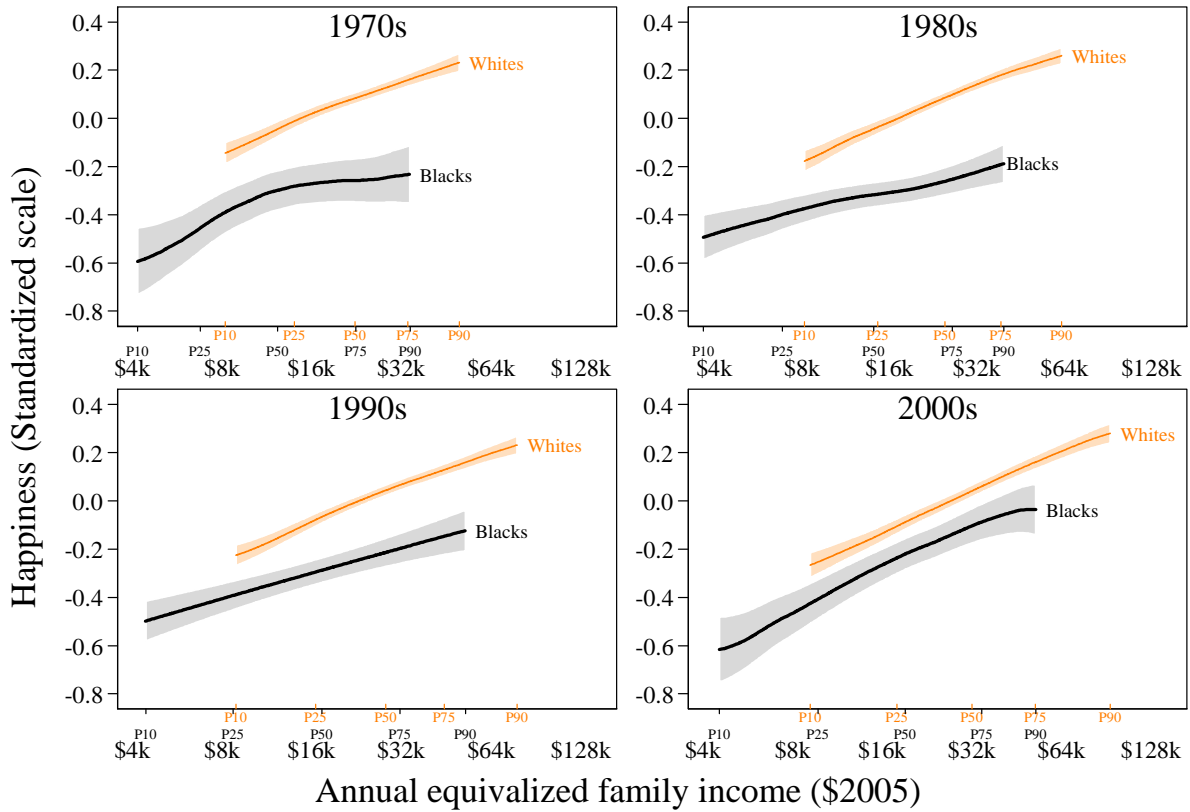 1970s
1980s
0.4
0.2
0.0
-0.2
-0.4
-0.6
-0.8
Whites
Blacks
P10 P25 P50 P75 P90
P10 P25 P50 P75 P90
$4k $8k $16k $32k $64k $128k
0.4
0.2
0.0
-0.2
-0.4
-0.6
-0.8
Whites
Blacks
P10 P25 P50 P75 P90
P10 P25 P50 P75 P90
$4k $8k $16k $32k $64k $128k
1990s
2000s
0.4
0.2
0.0
-0.2
-0.4
-0.6
-0.8
Whites
Blacks
P10 P25 P50 P75 P90
P10 P25 P50 P75 P90
$4k $8k $16k $32k $64k $128k
0.4
0.2
0.0
-0.2
-0.4
-0.6
-0.8
Whites
Blacks
P10 P25 P50 P75 P90
P10 P25 P50 P75 P90
$4k $8k $16k $32k $64k $128k
Happiness (Standardized scale)
Annual equivalized family income ($2005)